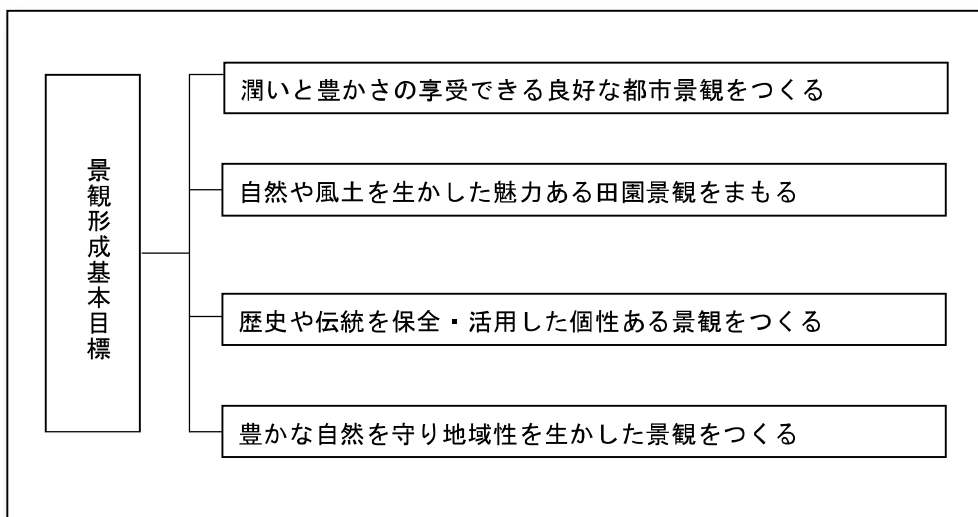 景観形成基本目標
潤いと豊かさの享受できる良好な都市景観をつくる
自然や風土を生かした魅力ある田園景観をまもる
歴史や伝統を保全・活用した個性ある景観をつくる
豊かな自然を守り地域性を生かした景観をつくる